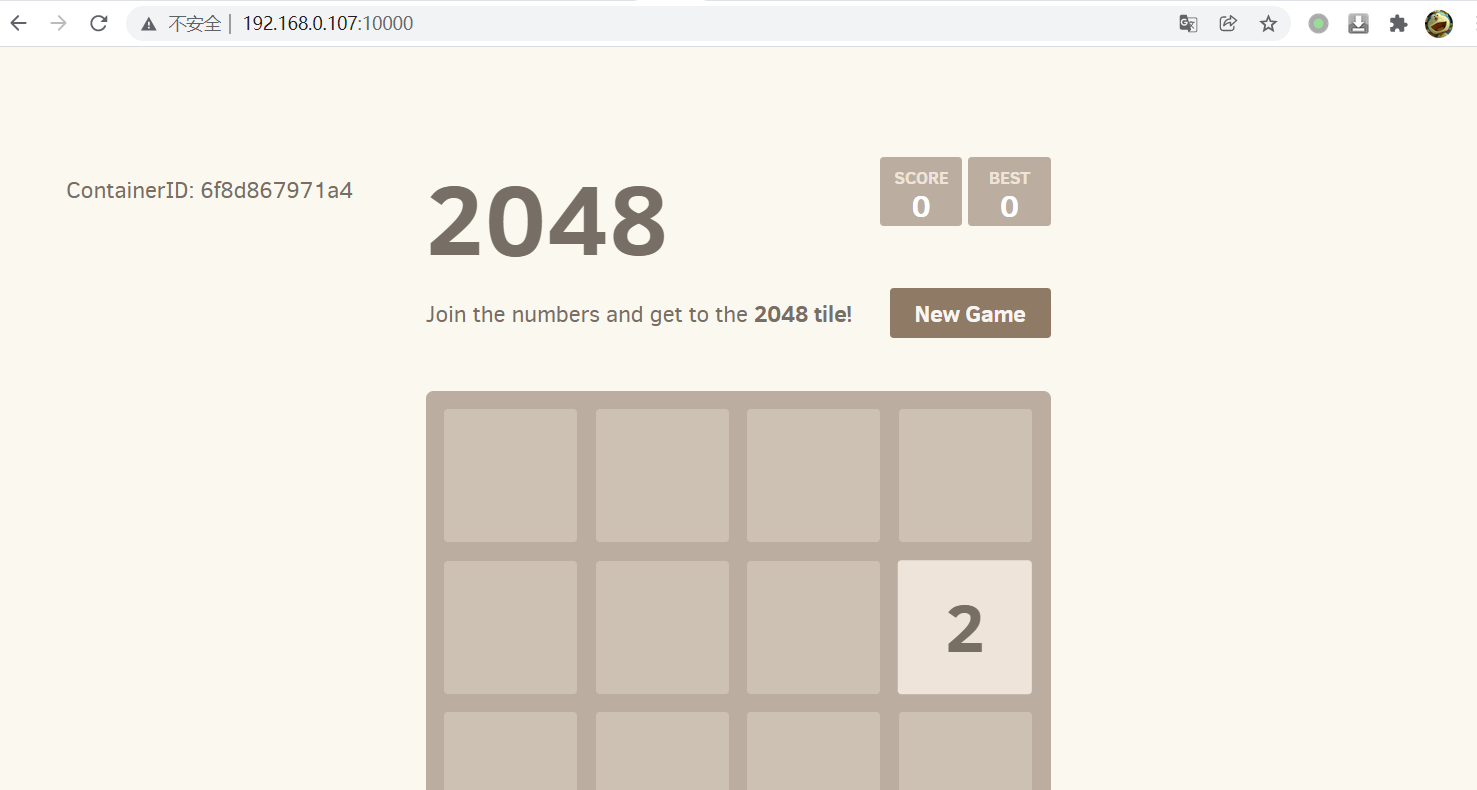 不安全 192.168.0.107:10000
ContainerID: 6f8d867971a4
2048
SCORE
0
BEST
0
Join the numbers and get to the 2048 tile!
New Game
2